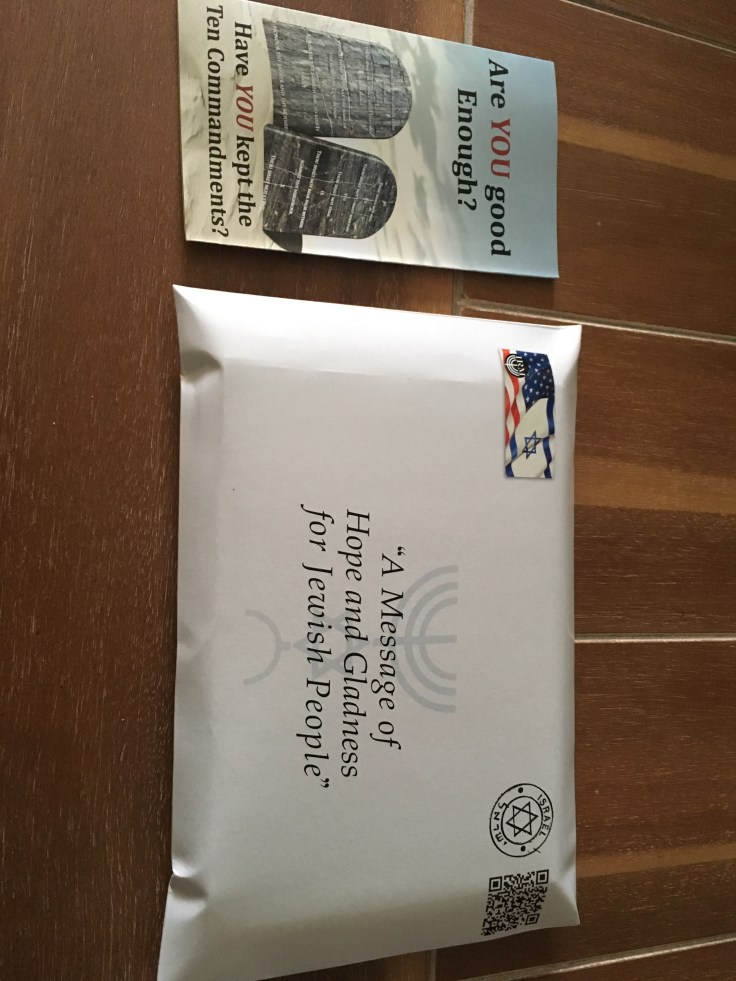 Are YOU good
Enough?
Have YOU kept the
Ten Commandments?
“A Message of
Hope and Gladness
for Jewish People”
ISRAEL
ישראל